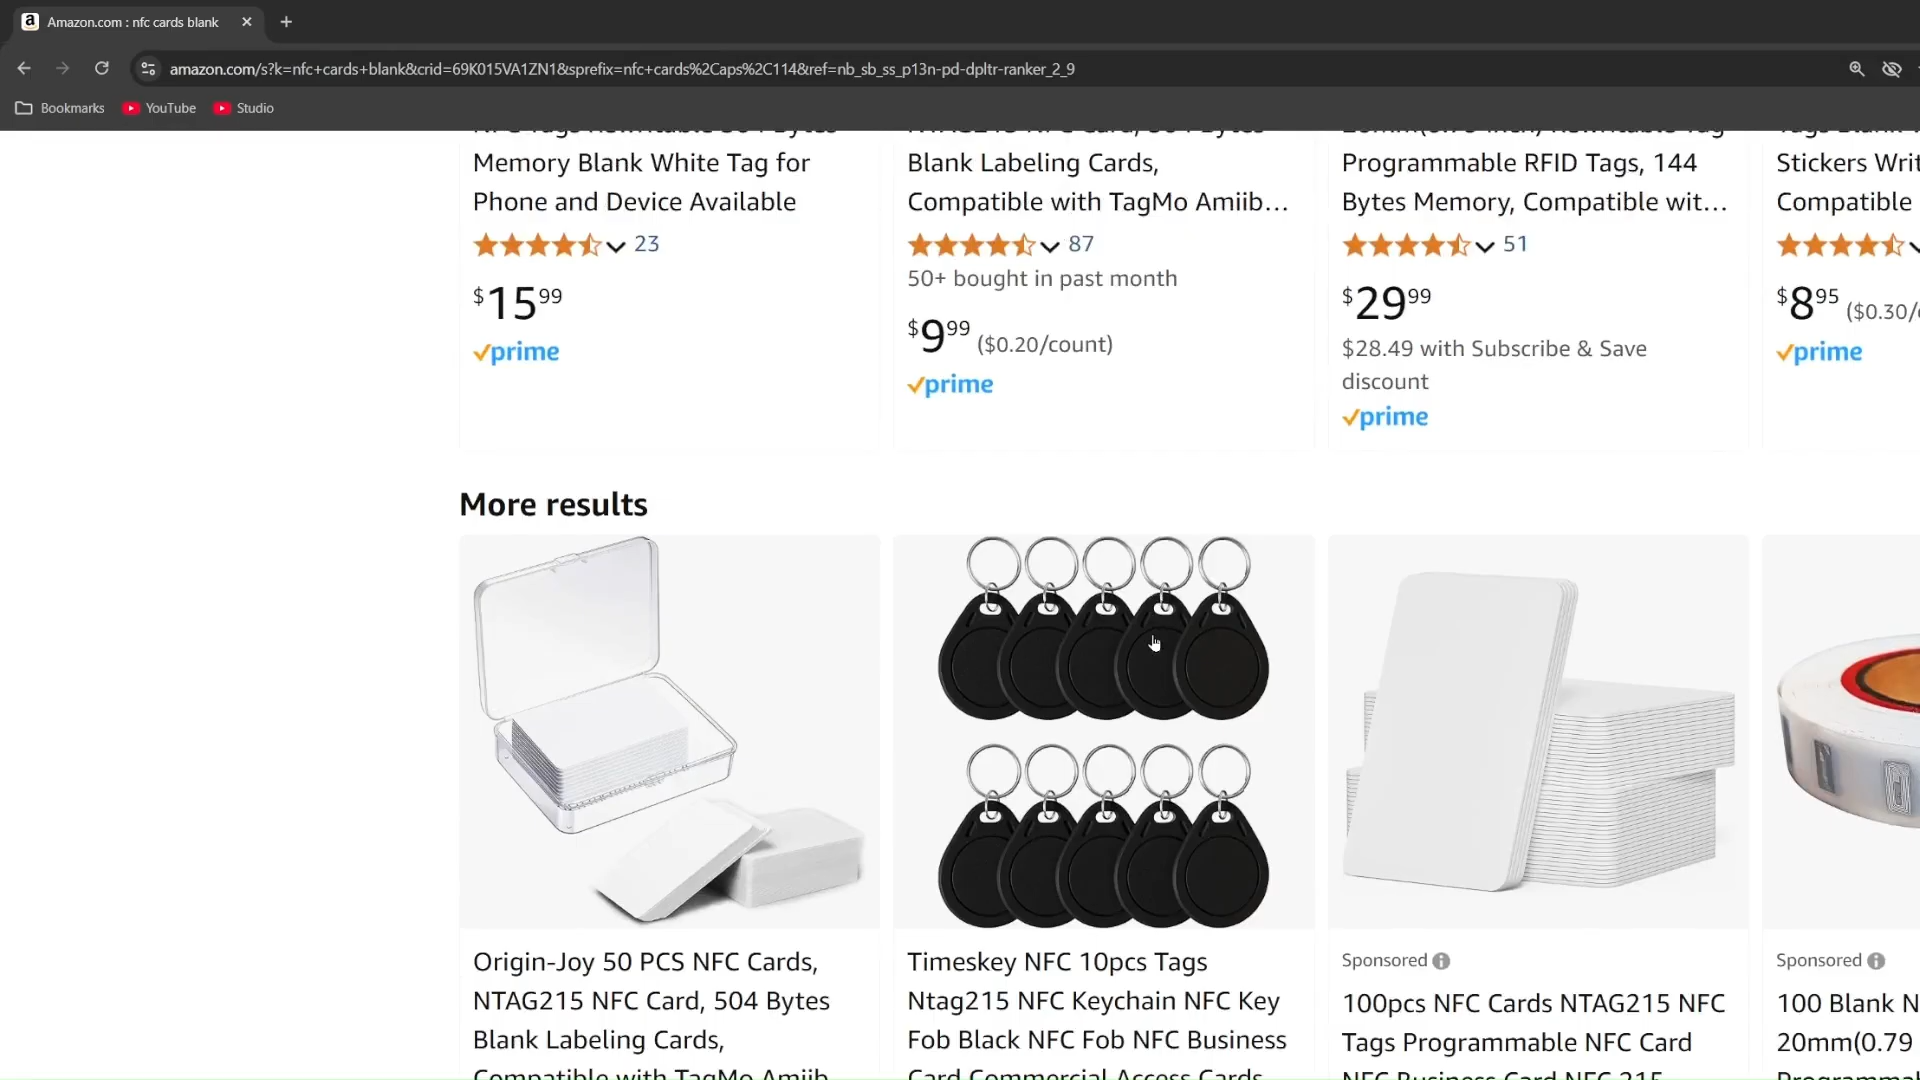 Amazon.com : nfc cards blank
amazon.com/s?k=nfc+cards+blank&crid=69K015VA1ZN1&sprefix=nfc+cards%2Caps%2C114&ref=nb_sb_ss_p13n-pd-dpltr-ranker_2_9
Bookmarks YouTube Studio
Memory Blank White Tag for
Phone and Device Available
23
$15.99
prime
Blank Labeling Cards,
Compatible with TagMo Amiib...
87
50+ bought in past month
$9.99 ($0.20/count)
prime
Programmable RFID Tags, 144
Bytes Memory, Compatible wit...
51
$29.99
$28.49 with Subscribe & Save
discount
prime
Stickers Writ
Compatible
$8.95 ($0.30/
prime
More results
Origin-Joy 50 PCS NFC Cards,
NTAG215 NFC Card, 504 Bytes
Blank Labeling Cards,
Compatible with TagMo Amiib
Timeskey NFC 10pcs Tags
Ntag215 NFC Keychain NFC Key
Fob Black NFC Fob NFC Business
Card Commercial Access Cards
Sponsored
100pcs NFC Cards NTAG215 NFC
Tags Programmable NFC Card
NFC Business Card NFC 215
Sponsored
100 Blank N
20mm(0.79